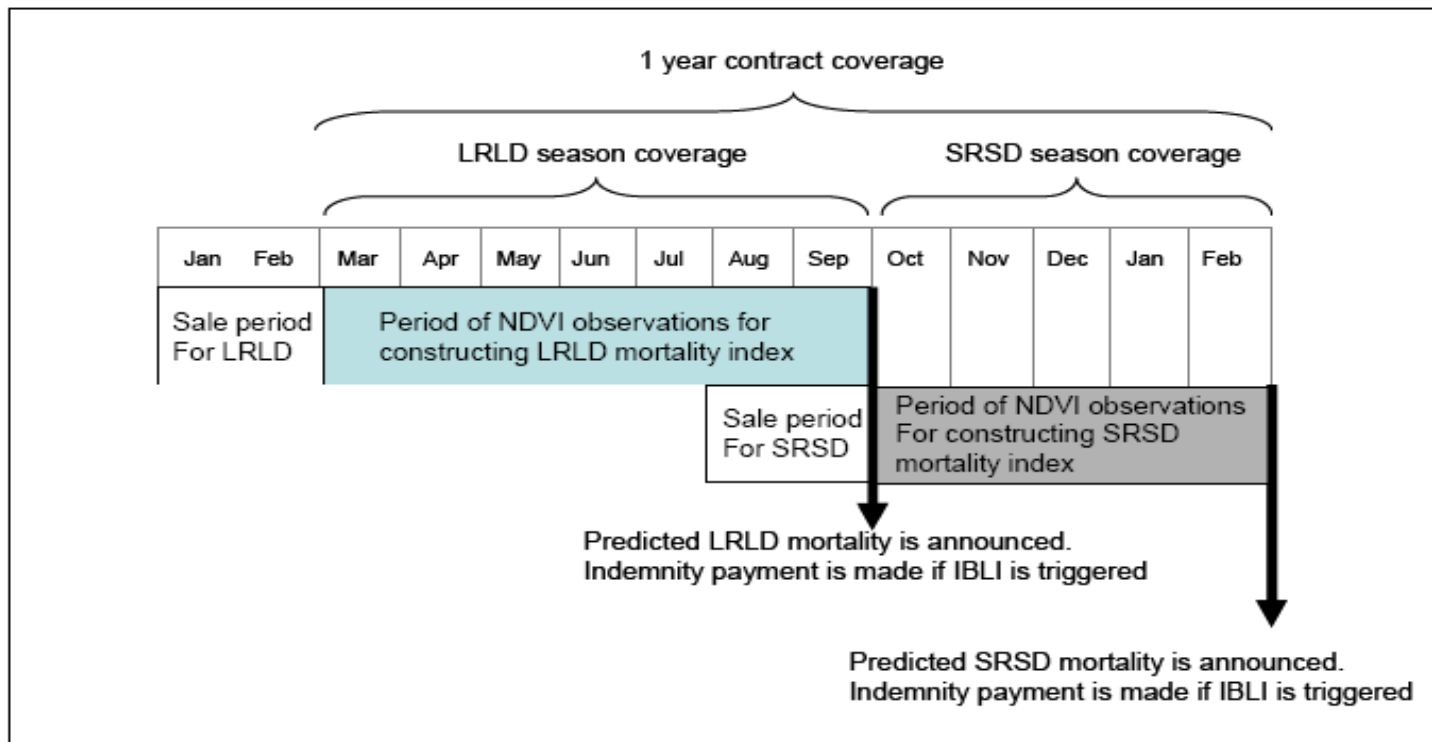 1 year contract coverage
LRLD season coverage
SRSD season coverage
Jan Feb Mar Apr May Jun Jul Aug Sep Oct Nov Dec Jan Feb
Sale period
For LRLD
Period of NDVI observations for
constructing LRLD mortality index
Sale period
For SRSD
Period of NDVI observations
For constructing SRSD
mortality index
Predicted LRLD mortality is announced.
Indemnity payment is made if IBLI is triggered
Predicted SRSD mortality is announced.
Indemnity payment is made if IBLI is triggered